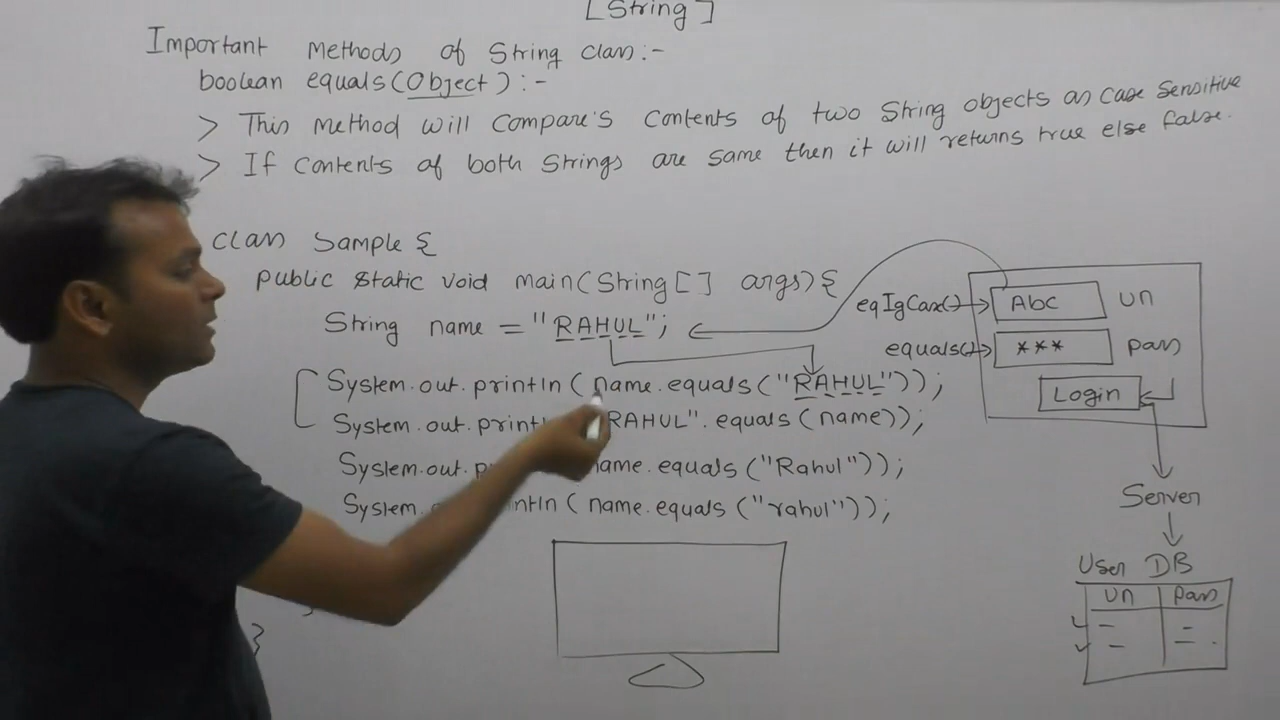 [String]
Important methods of String class:-
boolean equals(Object):-
> This method will compare's contents of two string objects as case sensitive
> If contents of both strings are same then it will returns true else false.
class Sample {
public static void main(String[] args){
String name = "RAHUL";
System.out.println(name.equals("RAHUL"));
System.out.print RAHUL".equals(name));
System.out.p name.equals("Rahul"));
System. intln(name.equals("rahul"));
}
eqIgCase()
Abc
un
equals()
***
pass
Login
Server
User DB
un pass